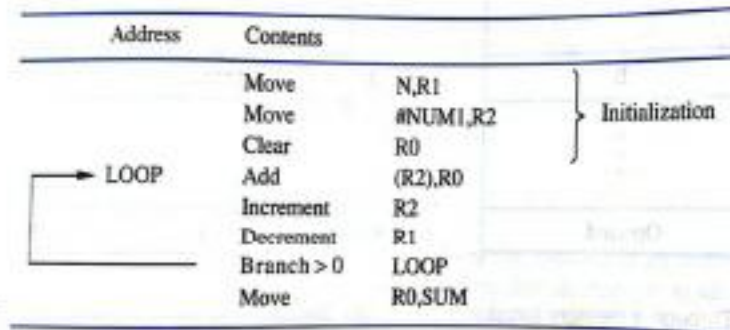 Address Contents
Move N,R1
Move #NUM1,R2 Initialization
Clear R0
LOOP Add (R2),R0
Increment R2
Decrement R1
Branch > 0 LOOP
Move R0,SUM